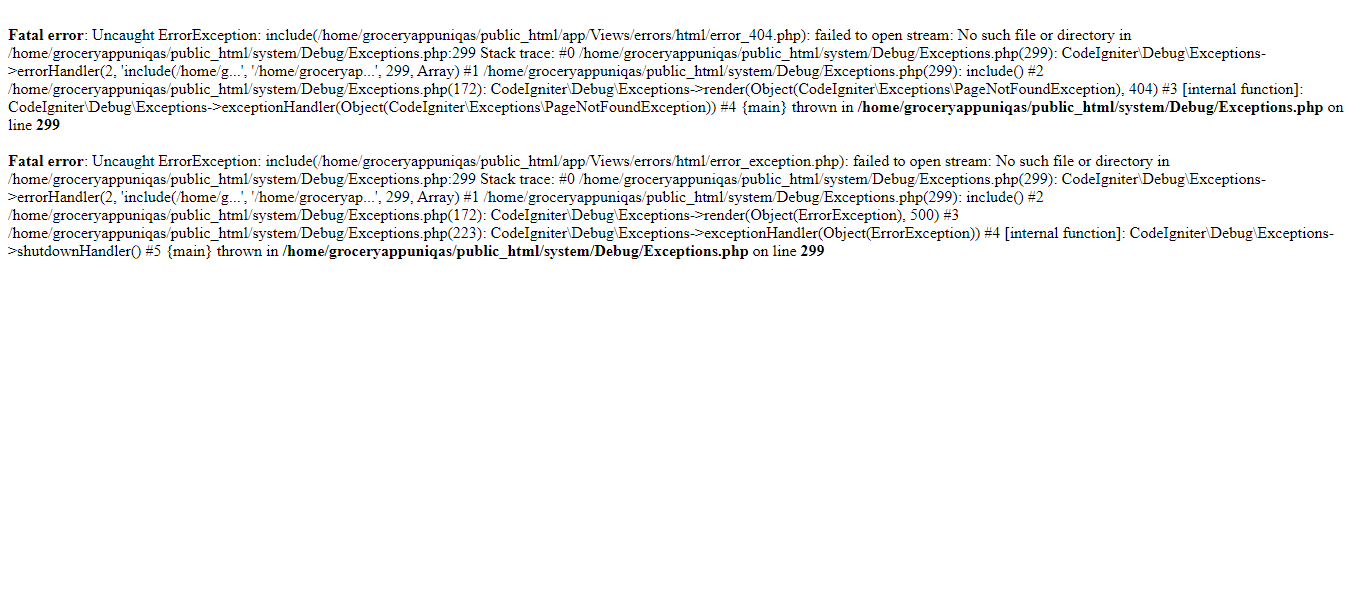 Fatal error: Uncaught ErrorException: include(/home/groceryappuniqas/public_html/app/Views/errors/html/error_404.php): failed to open stream: No such file or directory in
/home/groceryappuniqas/public_html/system/Debug/Exceptions.php:299 Stack trace: #0 /home/groceryappuniqas/public_html/system/Debug/Exceptions.php(299): CodeIgniter\Debug\Exceptions-
>errorHandler(2, 'include(/home/g...', '/home/groceryap...', 299, Array) #1 /home/groceryappuniqas/public_html/system/Debug/Exceptions.php(299): include() #2
/home/groceryappuniqas/public_html/system/Debug/Exceptions.php(172): CodeIgniter\Debug\Exceptions->render(Object(CodeIgniter\Exceptions\PageNotFoundException), 404) #3 [internal function]:
CodeIgniter\Debug\Exceptions->exceptionHandler(Object(CodeIgniter\Exceptions\PageNotFoundException)) #4 {main} thrown in /home/groceryappuniqas/public_html/system/Debug/Exceptions.php on
line 299
Fatal error: Uncaught ErrorException: include(/home/groceryappuniqas/public_html/app/Views/errors/html/error_exception.php): failed to open stream: No such file or directory in
/home/groceryappuniqas/public_html/system/Debug/Exceptions.php:299 Stack trace: #0 /home/groceryappuniqas/public_html/system/Debug/Exceptions.php(299): CodeIgniter\Debug\Exceptions-
>errorHandler(2, 'include(/home/g...', '/home/groceryap...', 299, Array) #1 /home/groceryappuniqas/public_html/system/Debug/Exceptions.php(299): include() #2
/home/groceryappuniqas/public_html/system/Debug/Exceptions.php(172): CodeIgniter\Debug\Exceptions->render(Object(ErrorException), 500) #3
/home/groceryappuniqas/public_html/system/Debug/Exceptions.php(223): CodeIgniter\Debug\Exceptions->exceptionHandler(Object(ErrorException)) #4 [internal function]: CodeIgniter\Debug\Exceptions-
>shutdownHandler() #5 {main} thrown in /home/groceryappuniqas/public_html/system/Debug/Exceptions.php on line 299